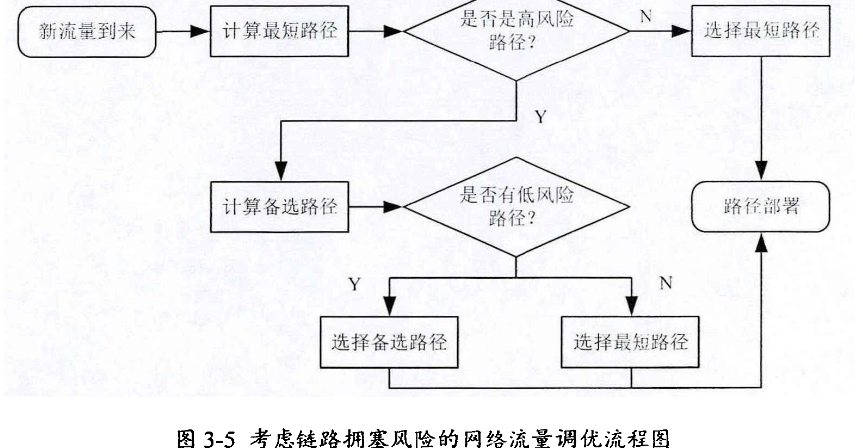 新流量到来
计算最短路径
是否是高风险
路径?
N
选择最短路径
Y
计算备选路径
是否有低风险
路径?
路径部署
Y
N
选择备选路径
选择最短路径
图 3-5 考虑链路拥塞风险的网络流量调优流程图